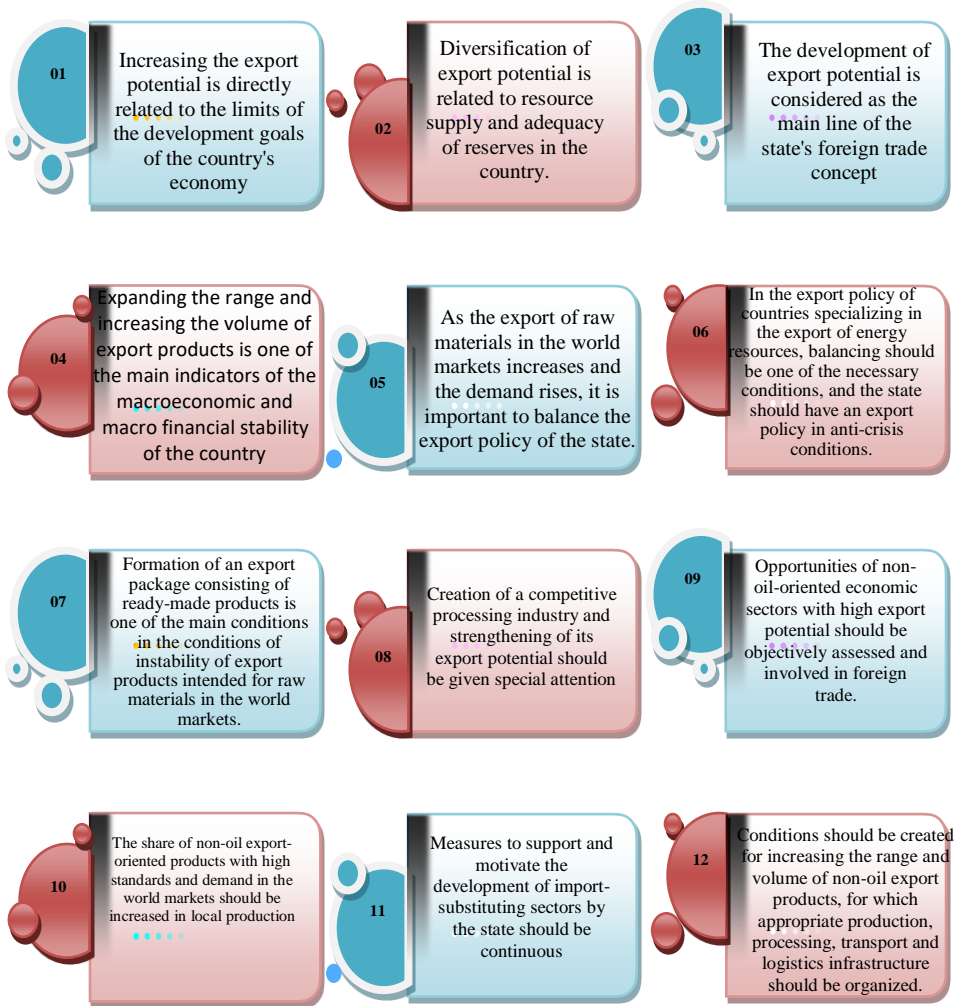 01
Increasing the export
potential is directly
related to the limits of
the development goals
of the country's
economy
02
Diversification of
export potential is
related to resource
supply and adequacy
of reserves in the
country.
03
The development of
export potential is
considered as the
main line of the
state's foreign trade
concept
04
Expanding the range and
increasing the volume of
export products is one of
the main indicators of the
macroeconomic and
macro financial stability
of the country
05
As the export of raw
materials in the world
markets increases and
the demand rises, it is
important to balance the
export policy of the state.
06
In the export policy of
countries specializing in
the export of energy
resources, balancing should
be one of the necessary
conditions, and the state
should have an export
policy in anti-crisis
conditions.
07
Formation of an export
package consisting of
ready-made products is
one of the main conditions
in the conditions of
instability of export
products intended for raw
materials in the world
markets.
08
Creation of a competitive
processing industry and
strengthening of its
export potential should
be given special attention
09
Opportunities of non-
oil-oriented economic
sectors with high export
potential should be
objectively assessed and
involved in foreign
trade.
10
The share of non-oil export-
oriented products with high
standards and demand in the
world markets should be
increased in local production
11
Measures to support and
motivate the
development of import-
substituting sectors by
the state should be
continuous
12
Conditions should be created
for increasing the range and
volume of non-oil export
products, for which
appropriate production,
processing, transport and
logistics infrastructure
should be organized.